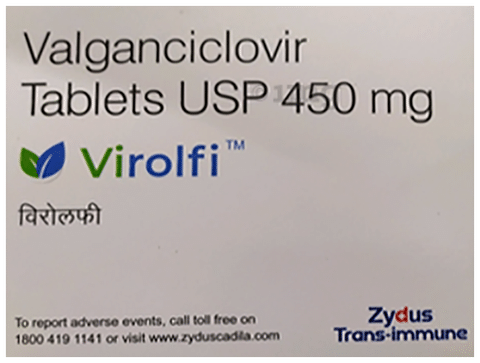 Valganciclovir
Tablets USP 450 mg
Virolfi™
विरोलफी
To report adverse events, call toll free on
1800 419 1141 or visit www.zyduscadila.com
Zydus
Trans-immune